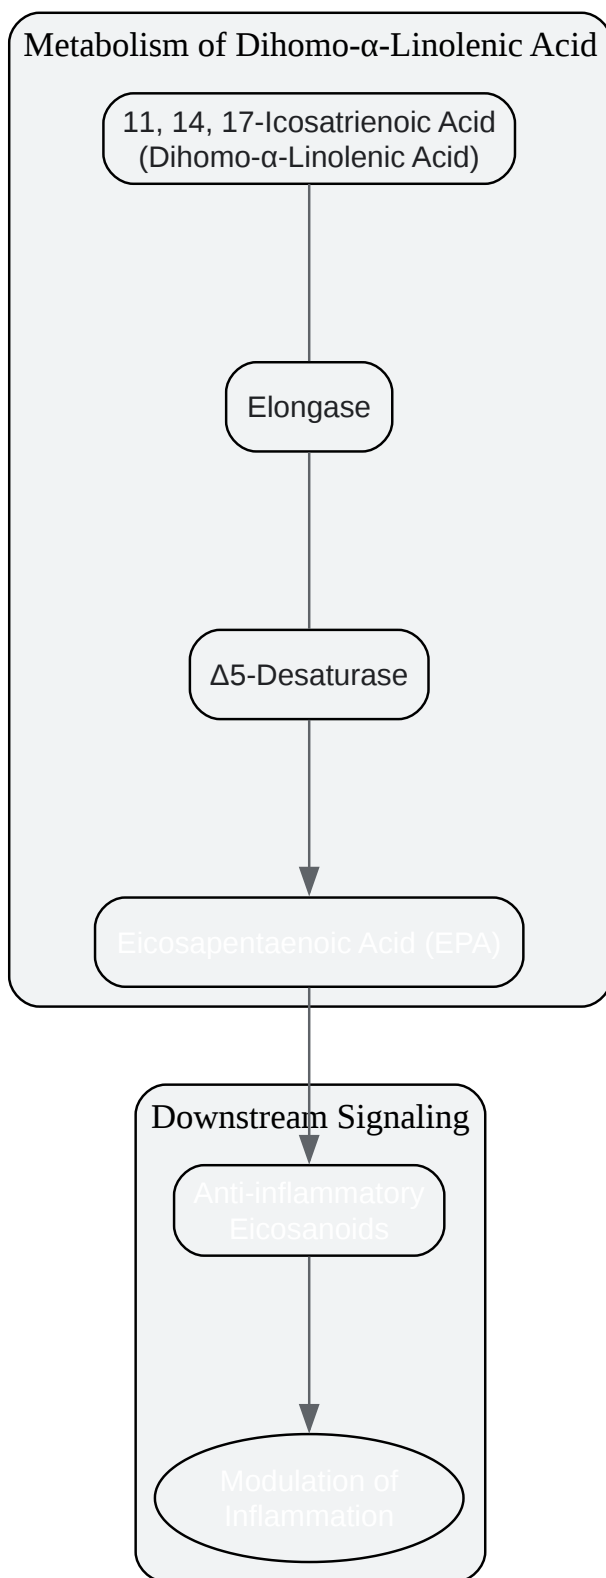 Metabolism of Dihomo-α-Linolenic Acid
11, 14, 17-Icosatrienoic Acid
(Dihomo-α-Linolenic Acid)
Elongase
Δ5-Desaturase
Eicosapentaenoic Acid (EPA)
Downstream Signaling
Anti-inflammatory
Eicosanoids
Modulation of
Inflammation